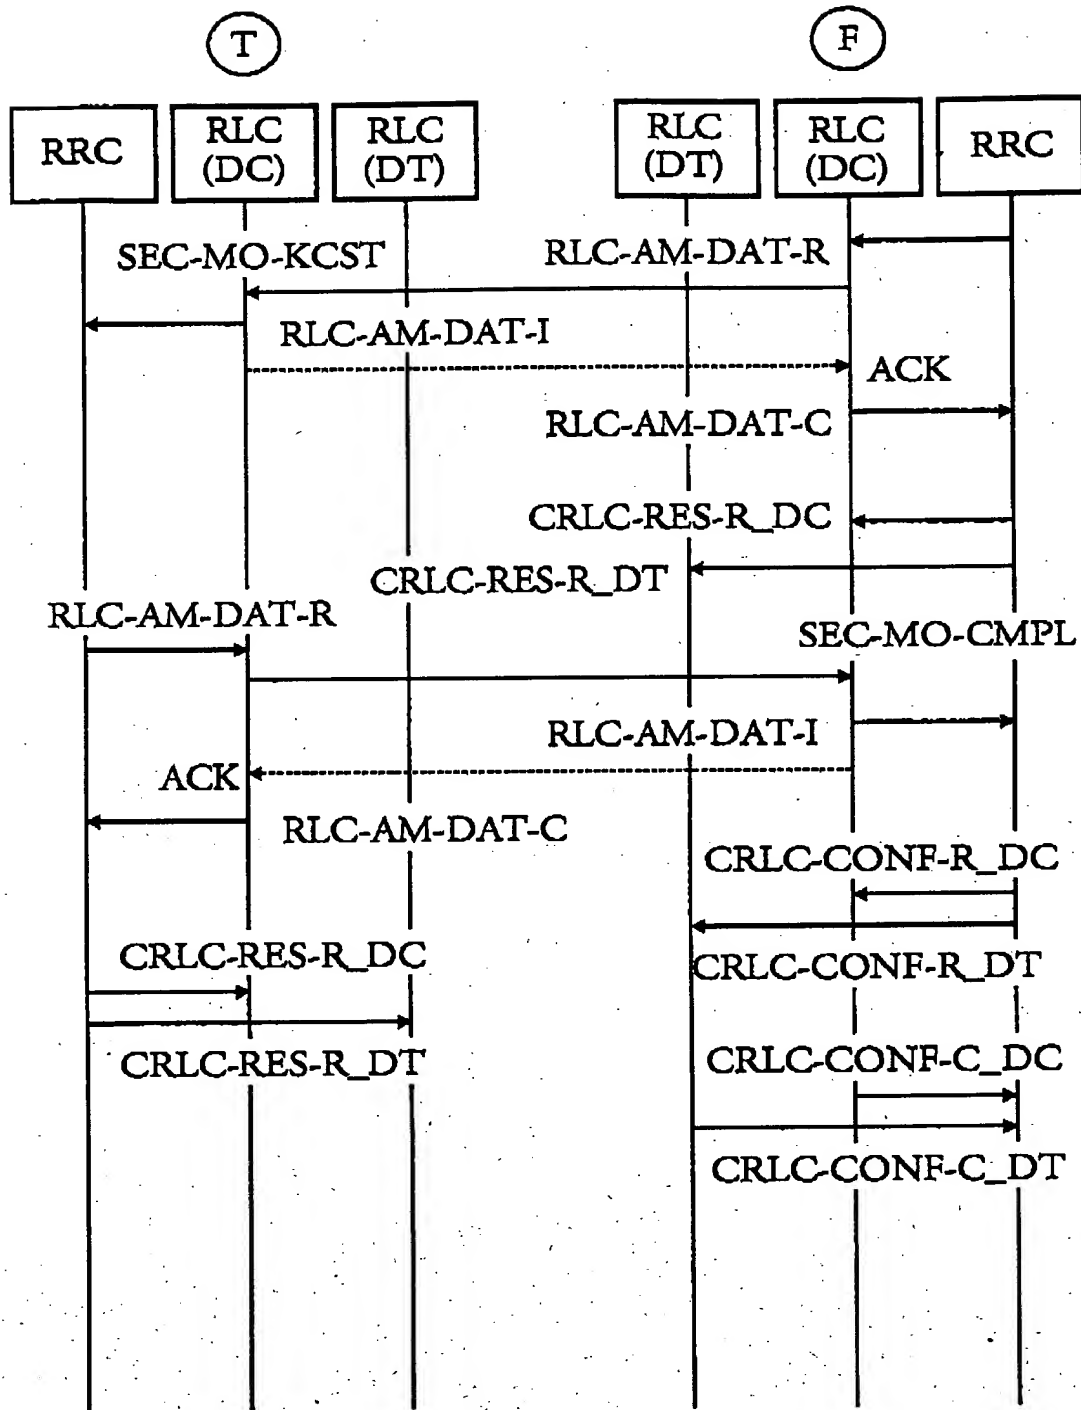 T
F
RRC
RLC
(DC)
RLC
(DT)
RLC
(DT)
RLC
(DC)
RRC
SEC-MO-KCST
RLC-AM-DAT-R
RLC-AM-DAT-I
ACK
RLC-AM-DAT-C
CRLC-RES-R_DC
CRLC-RES-R_DT
RLC-AM-DAT-R
SEC-MO-CMPL
RLC-AM-DAT-I
ACK
RLC-AM-DAT-C
CRLC-CONF-R_DC
CRLC-RES-R_DC
CRLC-CONF-R_DT
CRLC-RES-R_DT
CRLC-CONF-C_DC
CRLC-CONF-C_DT